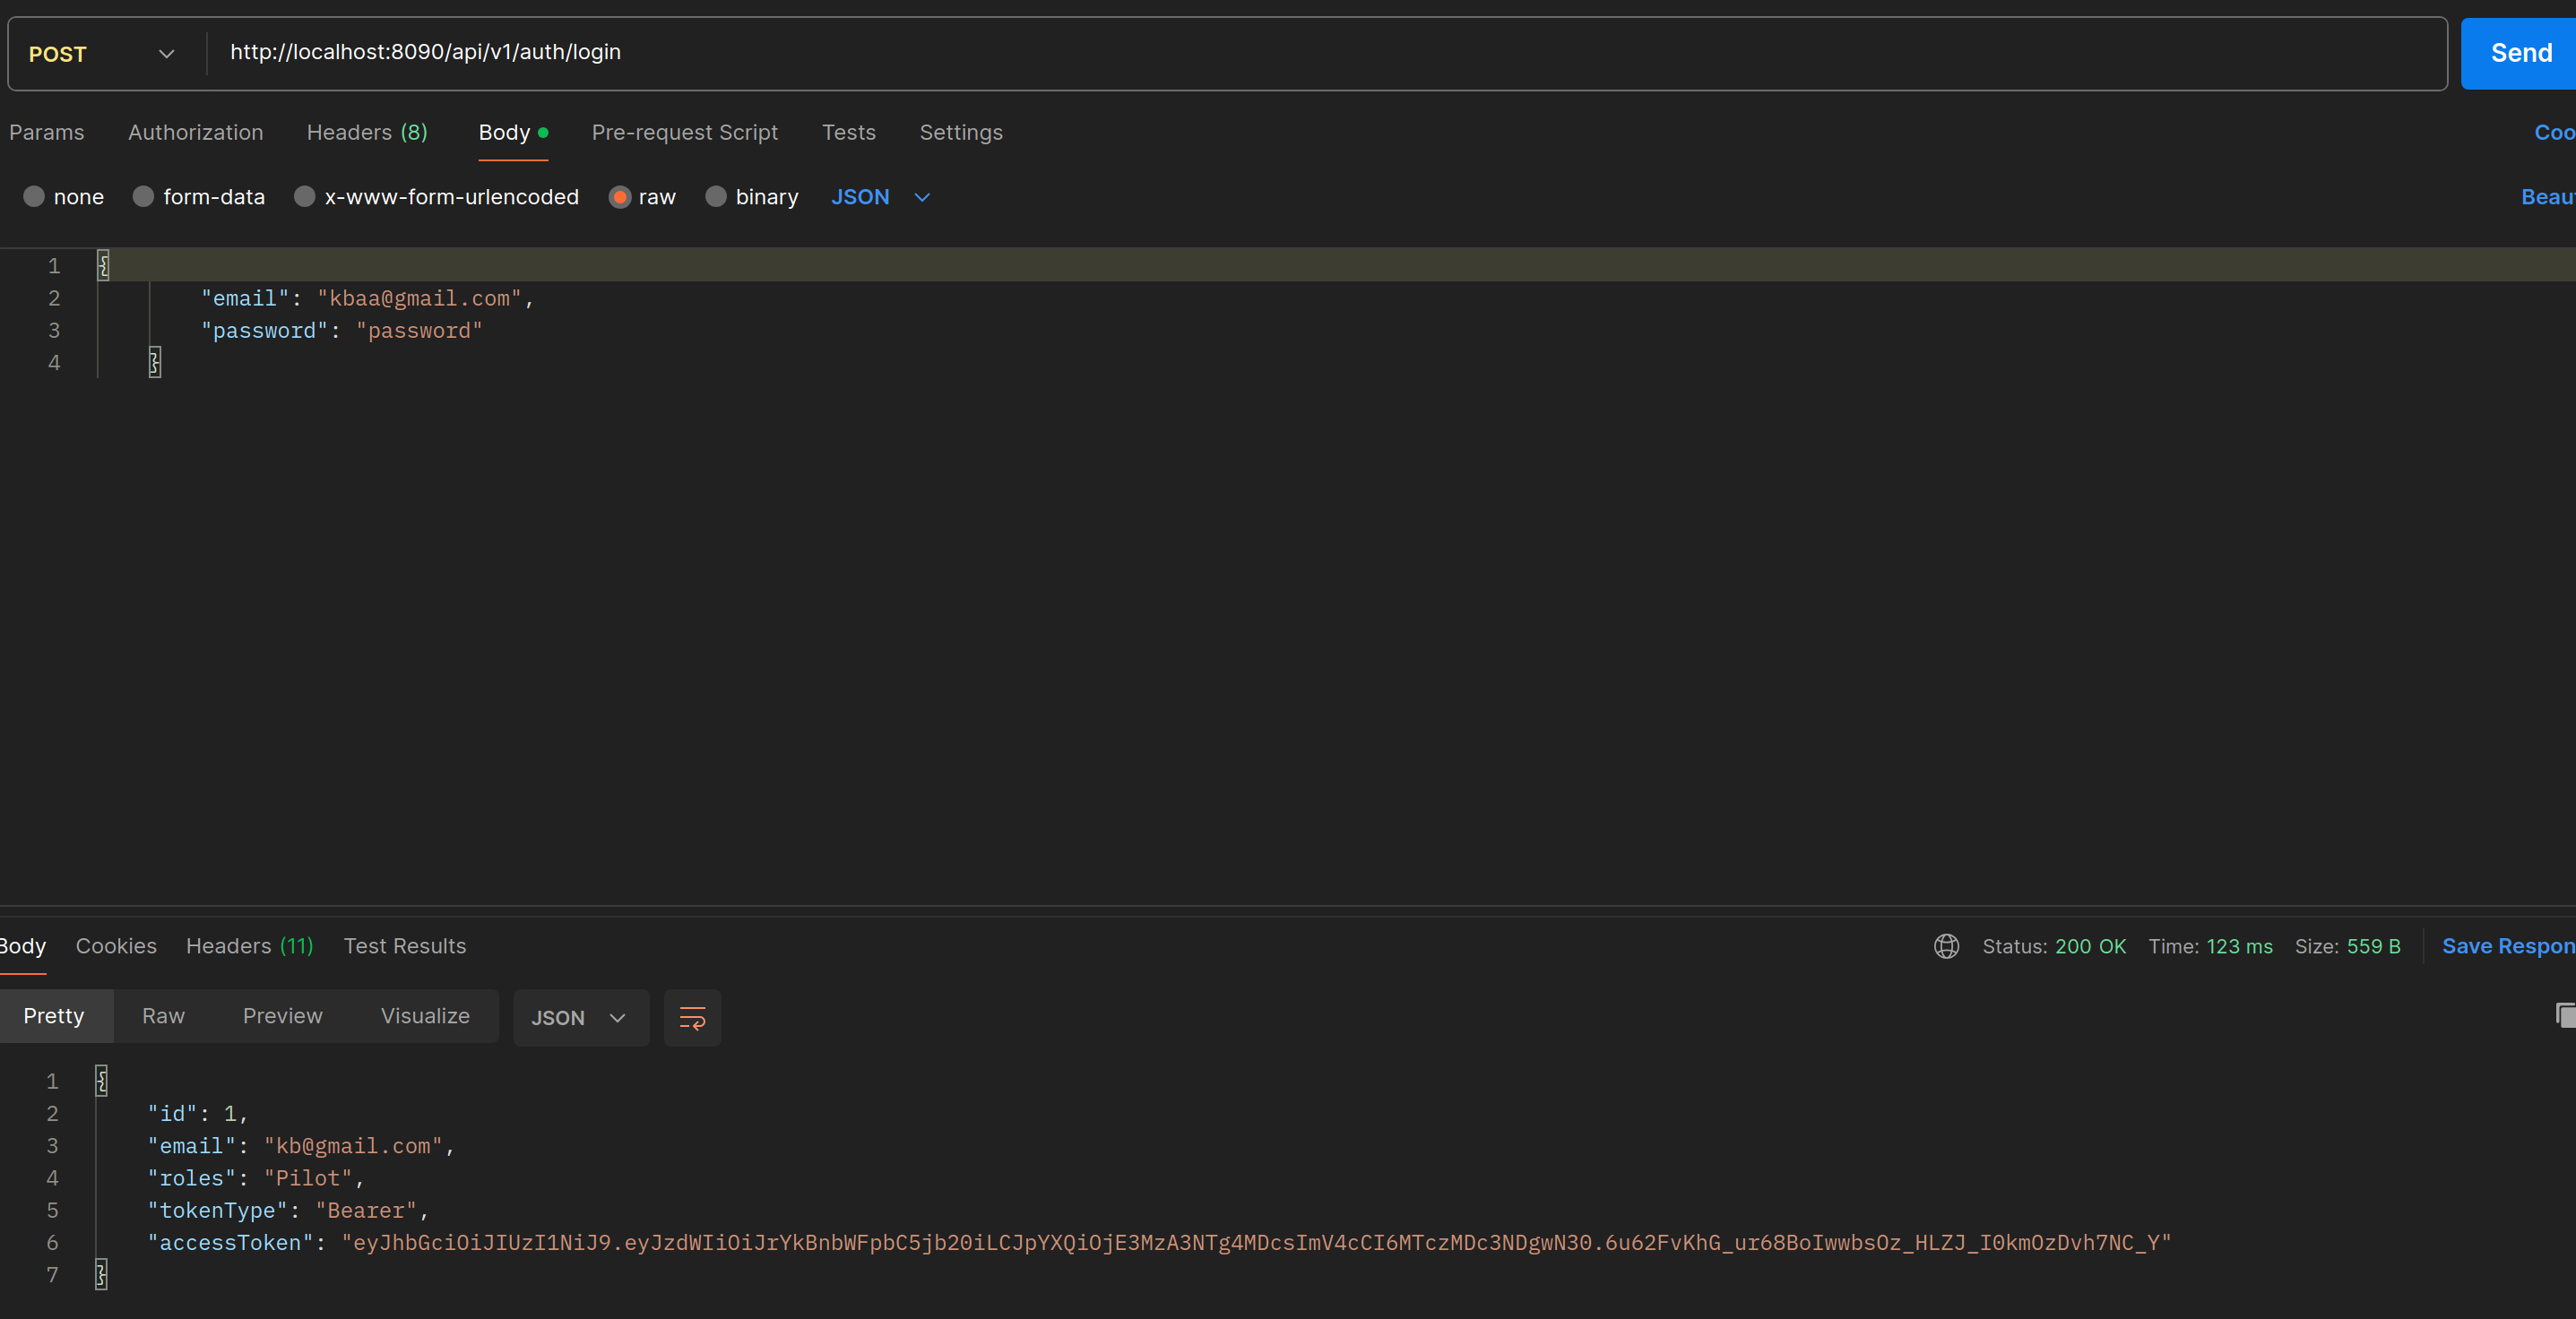 POST http://localhost:8090/api/v1/auth/login Send
Params Authorization Headers (8) Body Pre-request Script Tests Settings Coo
none form-data x-www-form-urlencoded raw binary JSON Beau
1 {
2 "email": "kbaa@gmail.com",
3 "password": "password"
4 }
Body Cookies Headers (11) Test Results Status: 200 OK Time: 123 ms Size: 559 B Save Respon
Pretty Raw Preview Visualize JSON
1 {
2 "id": 1,
3 "email": "kb@gmail.com",
4 "roles": "Pilot",
5 "tokenType": "Bearer",
6 "accessToken": "eyJhbGciOiJIUzI1NiJ9.eyJzdWIiOiJrYkBnbWFpbC5jb20iLCJpYXQiOjE3MzA3NTg4MDcsImV4cCI6MTczMDc3NDgwN30.6u62FvKhG_ur68BoIwwbsOz_HLZJ_I0kmOzDvh7NC_Y"
7 }